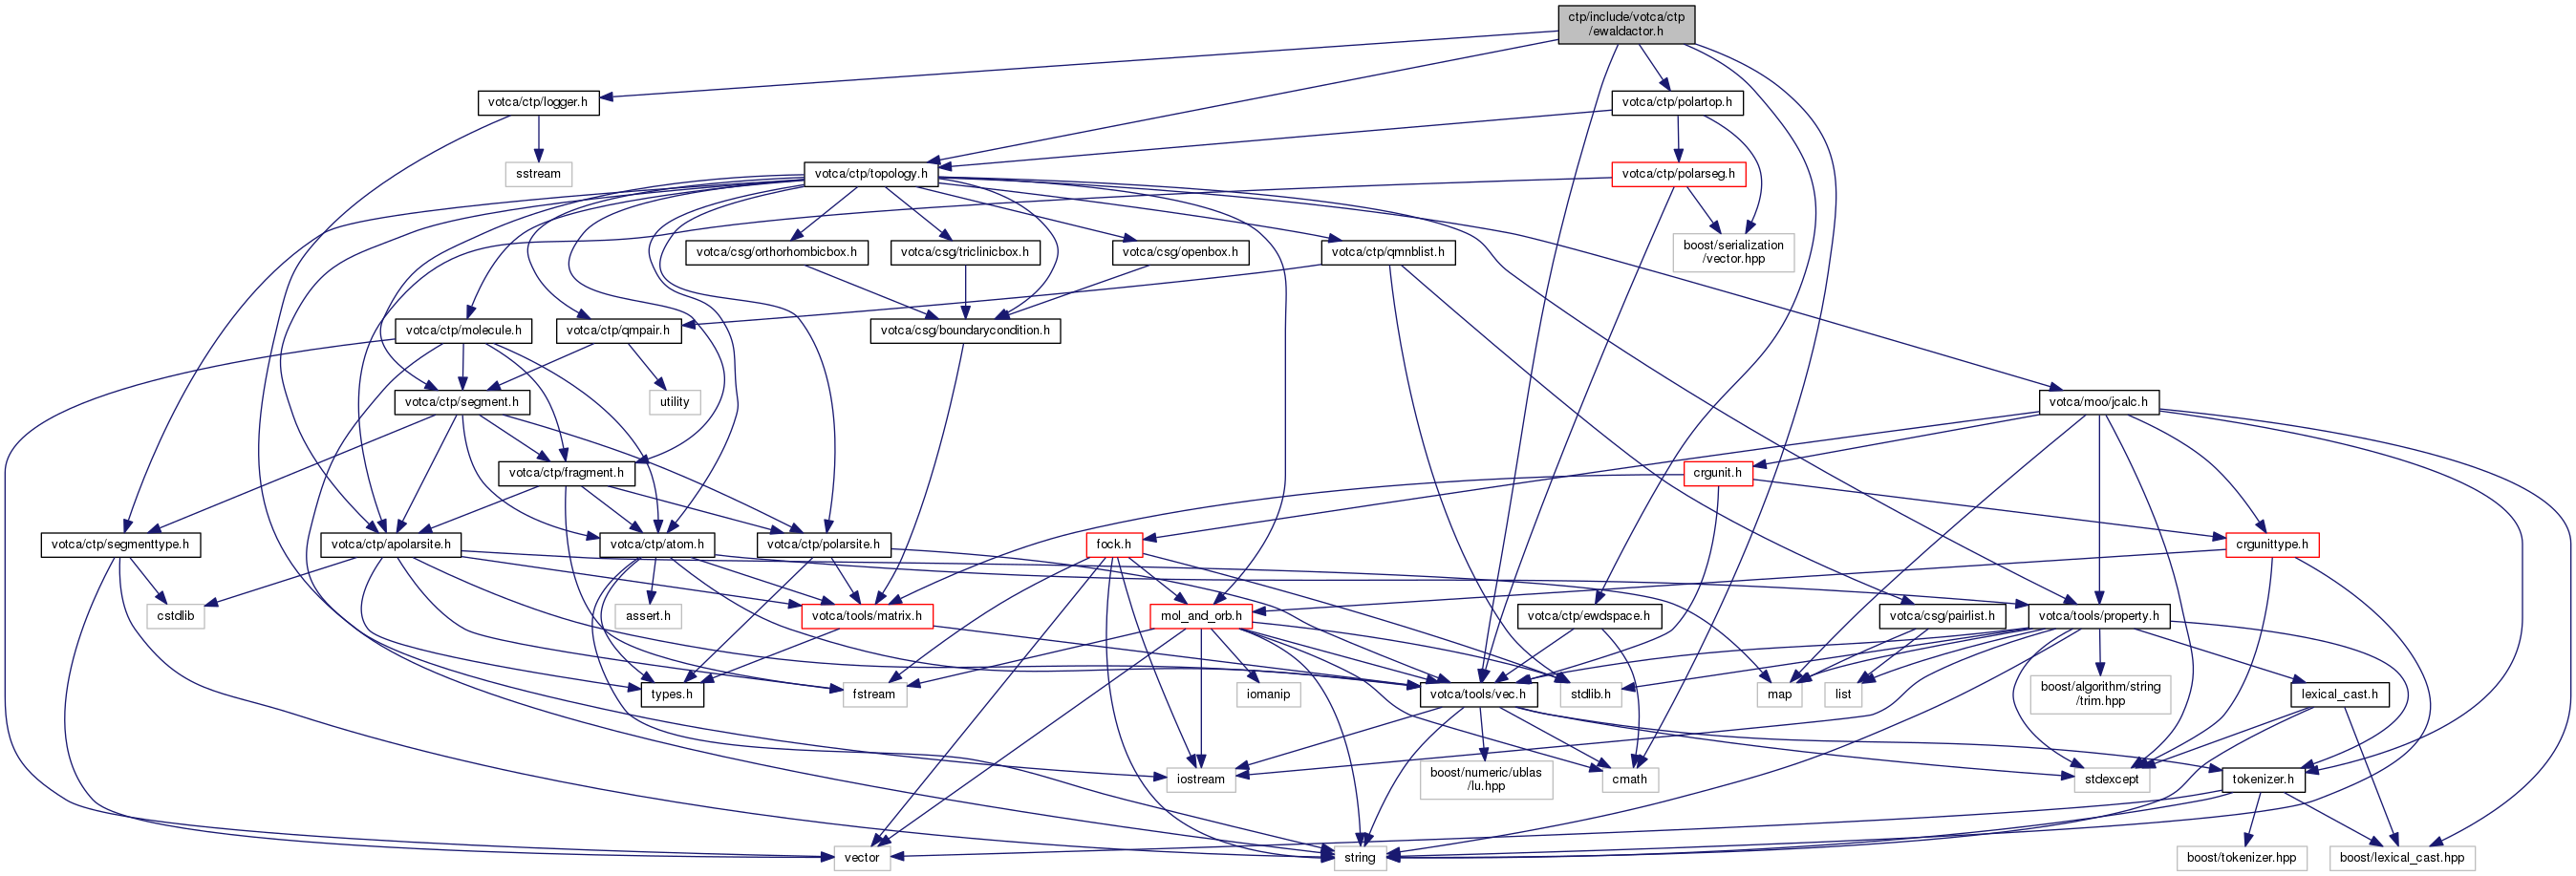 ctp/include/votca/ctp
/ewaldactor.h
votca/ctp/logger.h
votca/ctp/polartop.h
sstream
votca/ctp/topology.h
votca/ctp/polarseg.h
votca/csg/orthorhombicbox.h
votca/csg/triclinicbox.h
votca/csg/openbox.h
votca/ctp/qmnblist.h
boost/serialization
/vector.hpp
votca/ctp/molecule.h
votca/ctp/qmpair.h
votca/csg/boundarycondition.h
votca/ctp/segment.h
utility
votca/moo/jcalc.h
votca/ctp/fragment.h
crgunit.h
votca/ctp/segmenttype.h
votca/ctp/apolarsite.h
votca/ctp/atom.h
votca/ctp/polarsite.h
fock.h
crgunittype.h
cstdlib
assert.h
votca/tools/matrix.h
mol_and_orb.h
votca/ctp/ewdspace.h
votca/csg/pairlist.h
votca/tools/property.h
types.h
fstream
iomanip
votca/tools/vec.h
stdlib.h
map
list
boost/algorithm/string
/trim.hpp
lexical_cast.h
iostream
boost/numeric/ublas
/lu.hpp
cmath
stdexcept
tokenizer.h
vector
string
boost/tokenizer.hpp
boost/lexical_cast.hpp